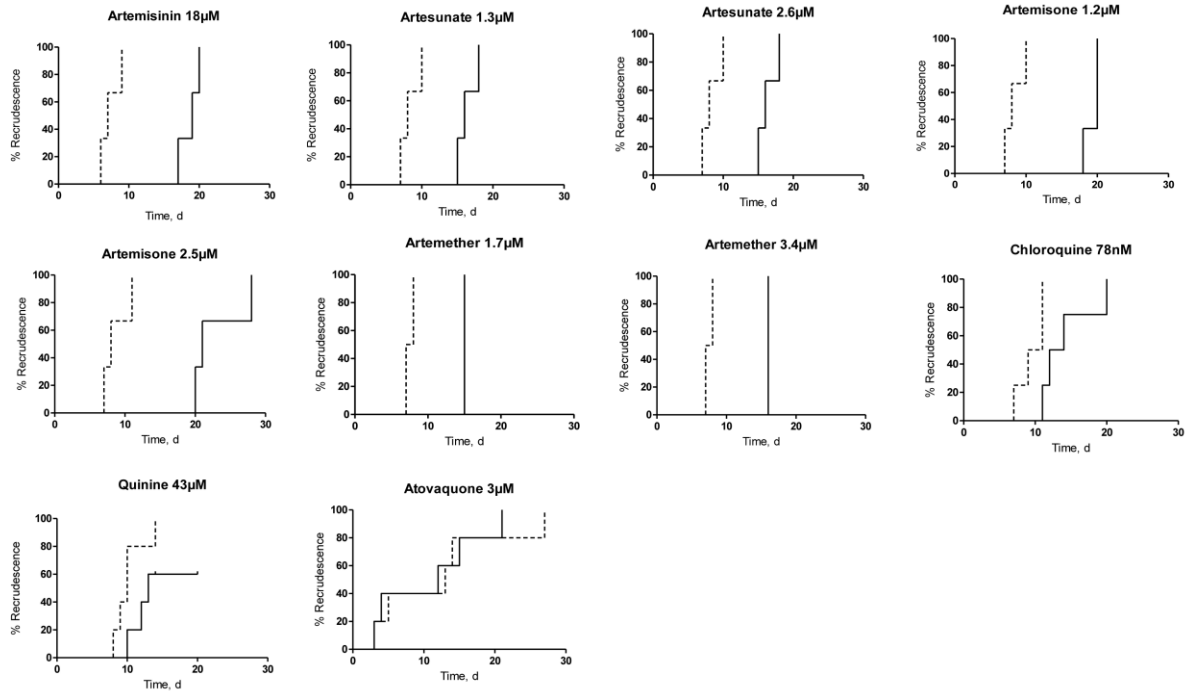 Artemisinin 18µM
% Recrudescence
100
80
60
40
20
0
0 10 20 30
Time, d
Artesunate 1.3µM
% Recrudescence
100
80
60
40
20
0
0 10 20 30
Time, d
Artesunate 2.6µM
% Recrudescence
100
80
60
40
20
0
0 10 20 30
Time, d
Artemisone 1.2µM
% Recrudescence
100
80
60
40
20
0
0 10 20 30
Time, d
Artemisone 2.5µM
% Recrudescence
100
80
60
40
20
0
0 10 20 30
Time, d
Artemether 1.7µM
% Recrudescence
100
80
60
40
20
0
0 10 20 30
Time, d
Artemether 3.4µM
% Recrudescence
100
80
60
40
20
0
0 10 20 30
Time, d
Chloroquine 78nM
% Recrudescence
100
80
60
40
20
0
0 10 20 30
Time, d
Quinine 43µM
% Recrudescence
100
80
60
40
20
0
0 10 20 30
Time, d
Atovaquone 3µM
% Recrudescence
100
80
60
40
20
0
0 10 20 30
Time, d